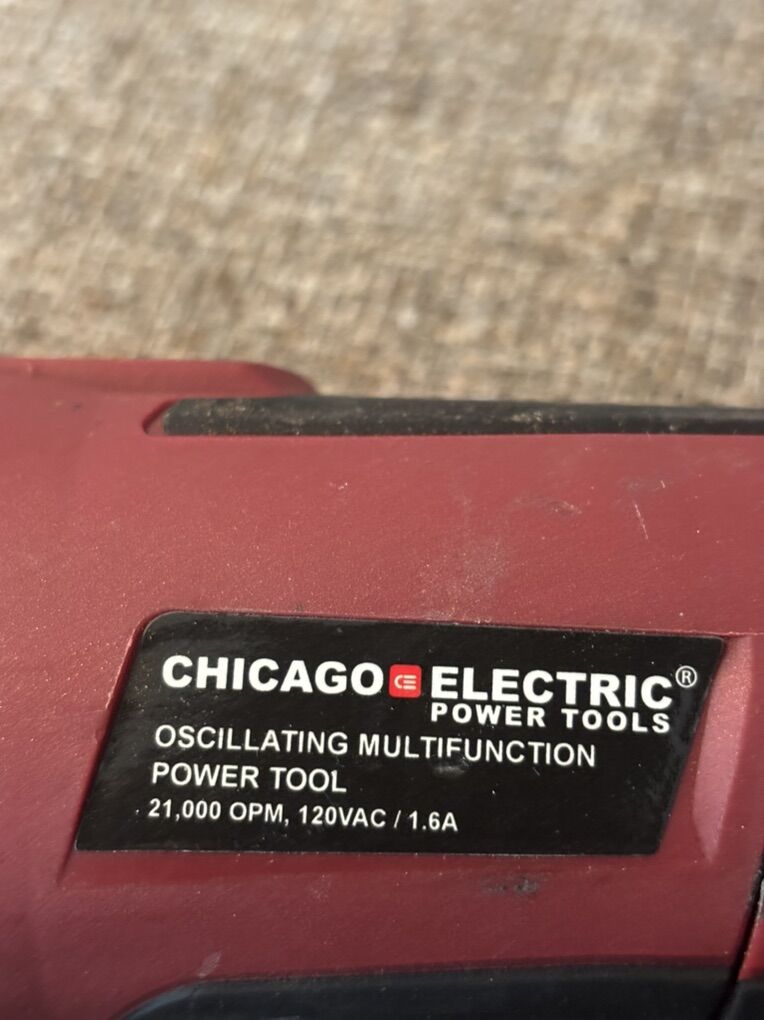 CHICAGO ELECTRIC®
POWER TOOLS
OSCILLATING MULTIFUNCTION
POWER TOOL
21,000 OPM, 120VAC / 1.6A